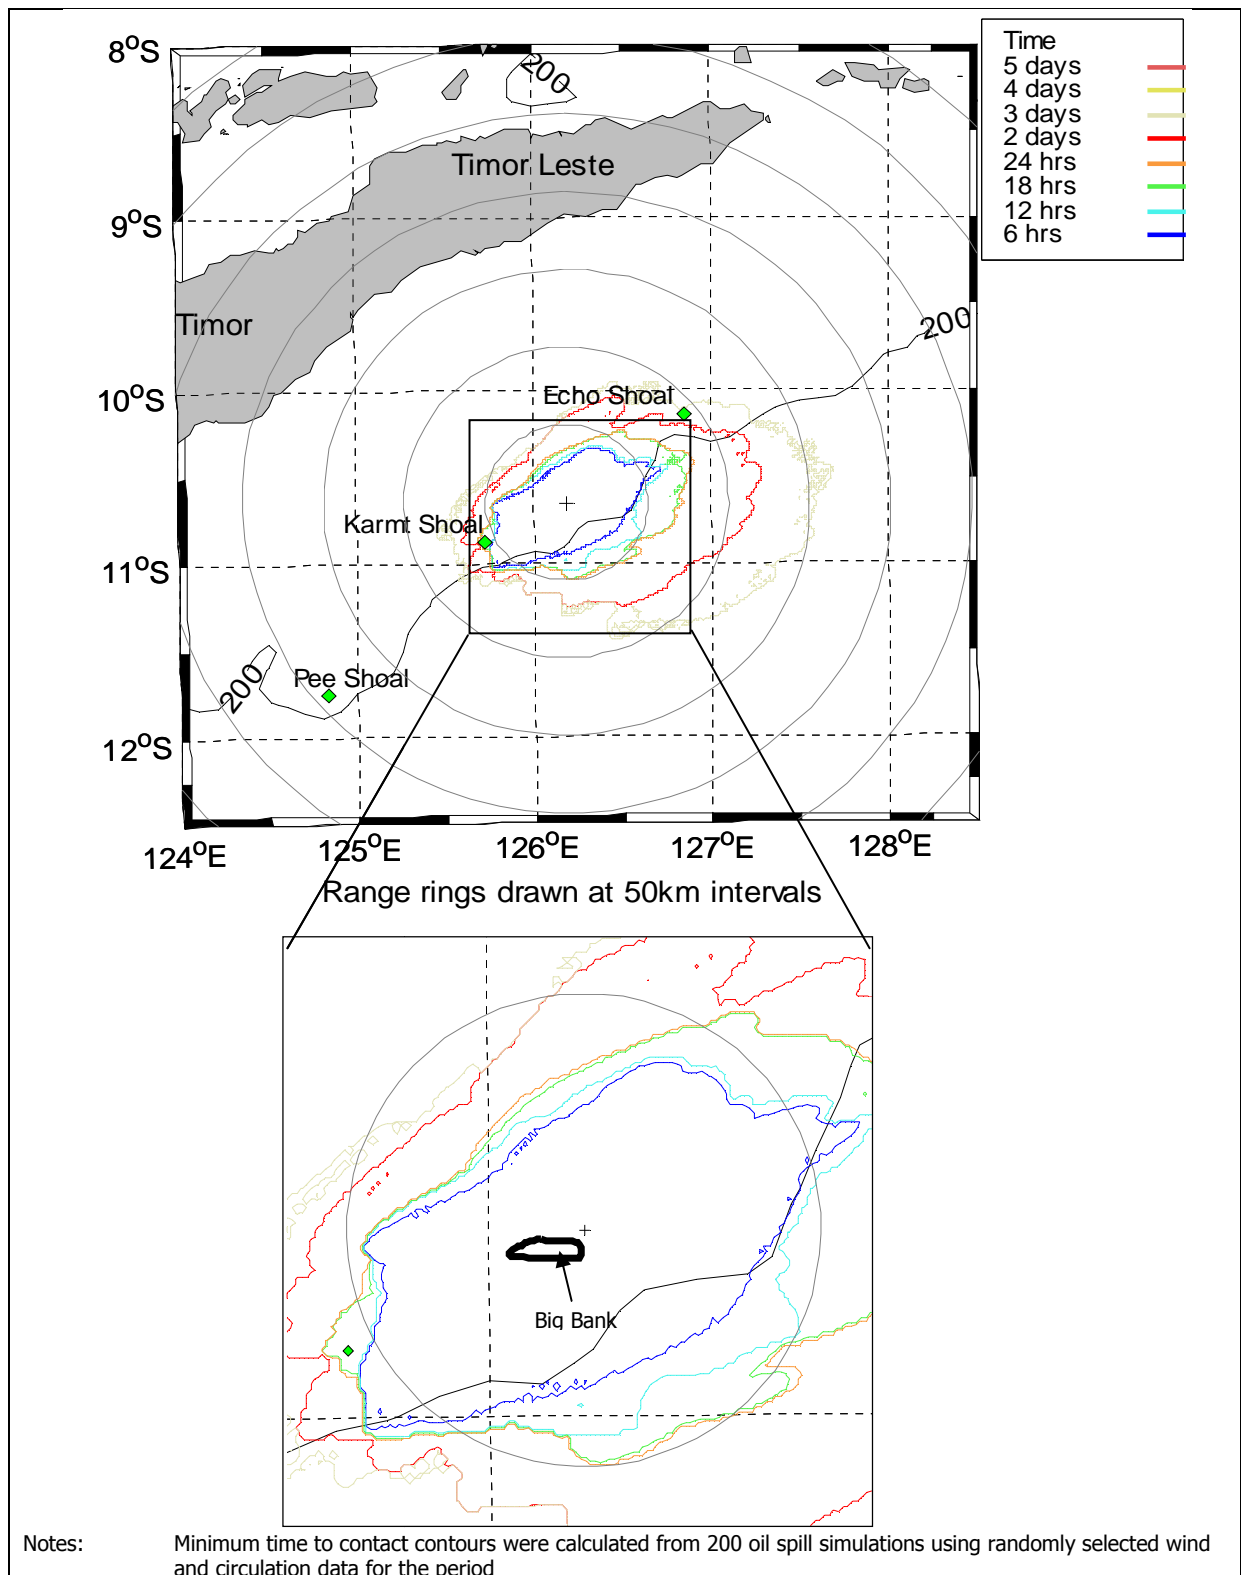 Time
5 days
4 days
3 days
2 days
24 hrs
18 hrs
12 hrs
6 hrs
8°S
200
Timor Leste
9°S
Timor
200
10°S
Echo Shoal
Karmt Shoal
11°S
Pee Shoal
200
12°S
124°E 125°E 126°E 127°E 128°E
Range rings drawn at 50km intervals
Big Bank
Notes: Minimum time to contact contours were calculated from 200 oil spill simulations using randomly selected wind
and circulation data for the period